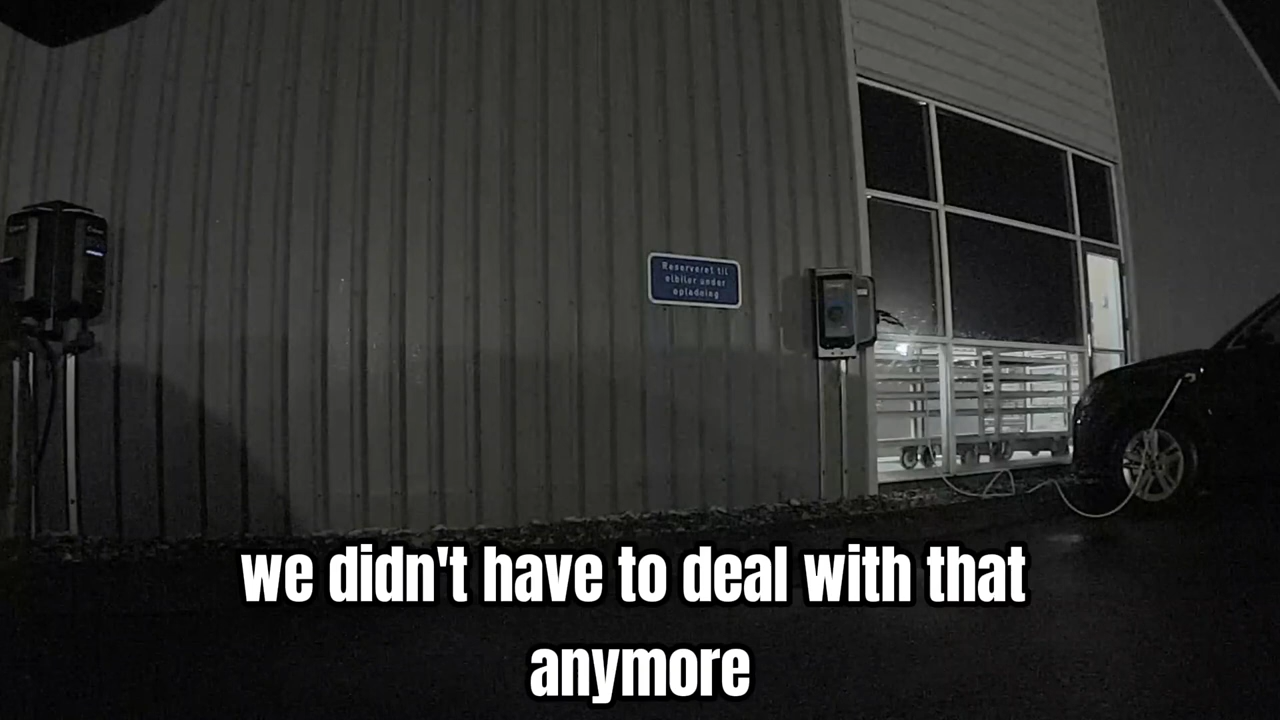 Reserveret til
elbiler under
opladning
we didn't have to deal with that
anymore